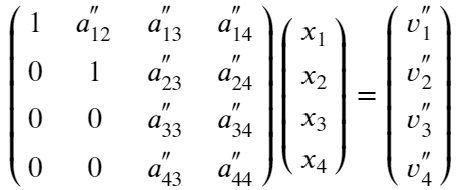 ( 1 a″₁₂ a″₁₃ a″₁₄ ) ( x₁ ) = ( v″₁ )
( 0 1 a″₂₃ a″₂₄ ) ( x₂ ) ( v″₂ )
( 0 0 a″₃₃ a″₃₄ ) ( x₃ ) ( v″₃ )
( 0 0 a″₄₃ a″₄₄ ) ( x₄ ) ( v″₄ )